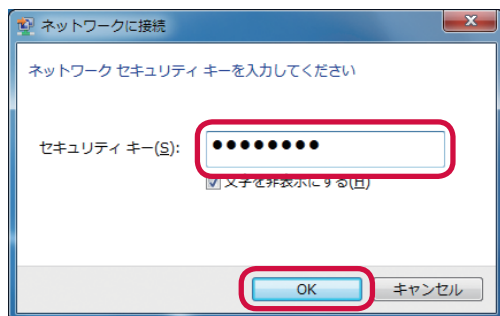 ネットワークに接続
ネットワーク セキュリティ キーを入力してください
セキュリティ キー(S):
●●●●●●●●
文字を非表示にする(H)
OK
キャンセル